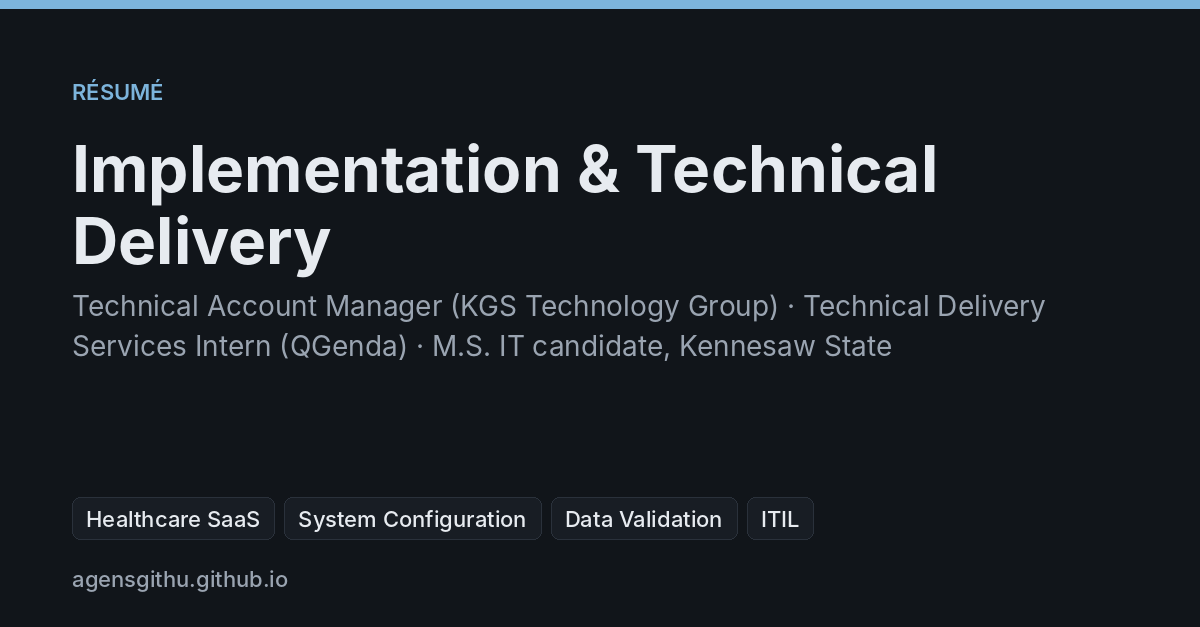 RÉSUMÉ
Implementation & Technical
Delivery
Technical Account Manager (KGS Technology Group) · Technical Delivery
Services Intern (QGenda) · M.S. IT candidate, Kennesaw State
Healthcare SaaS System Configuration Data Validation ITIL
agensgithu.github.io